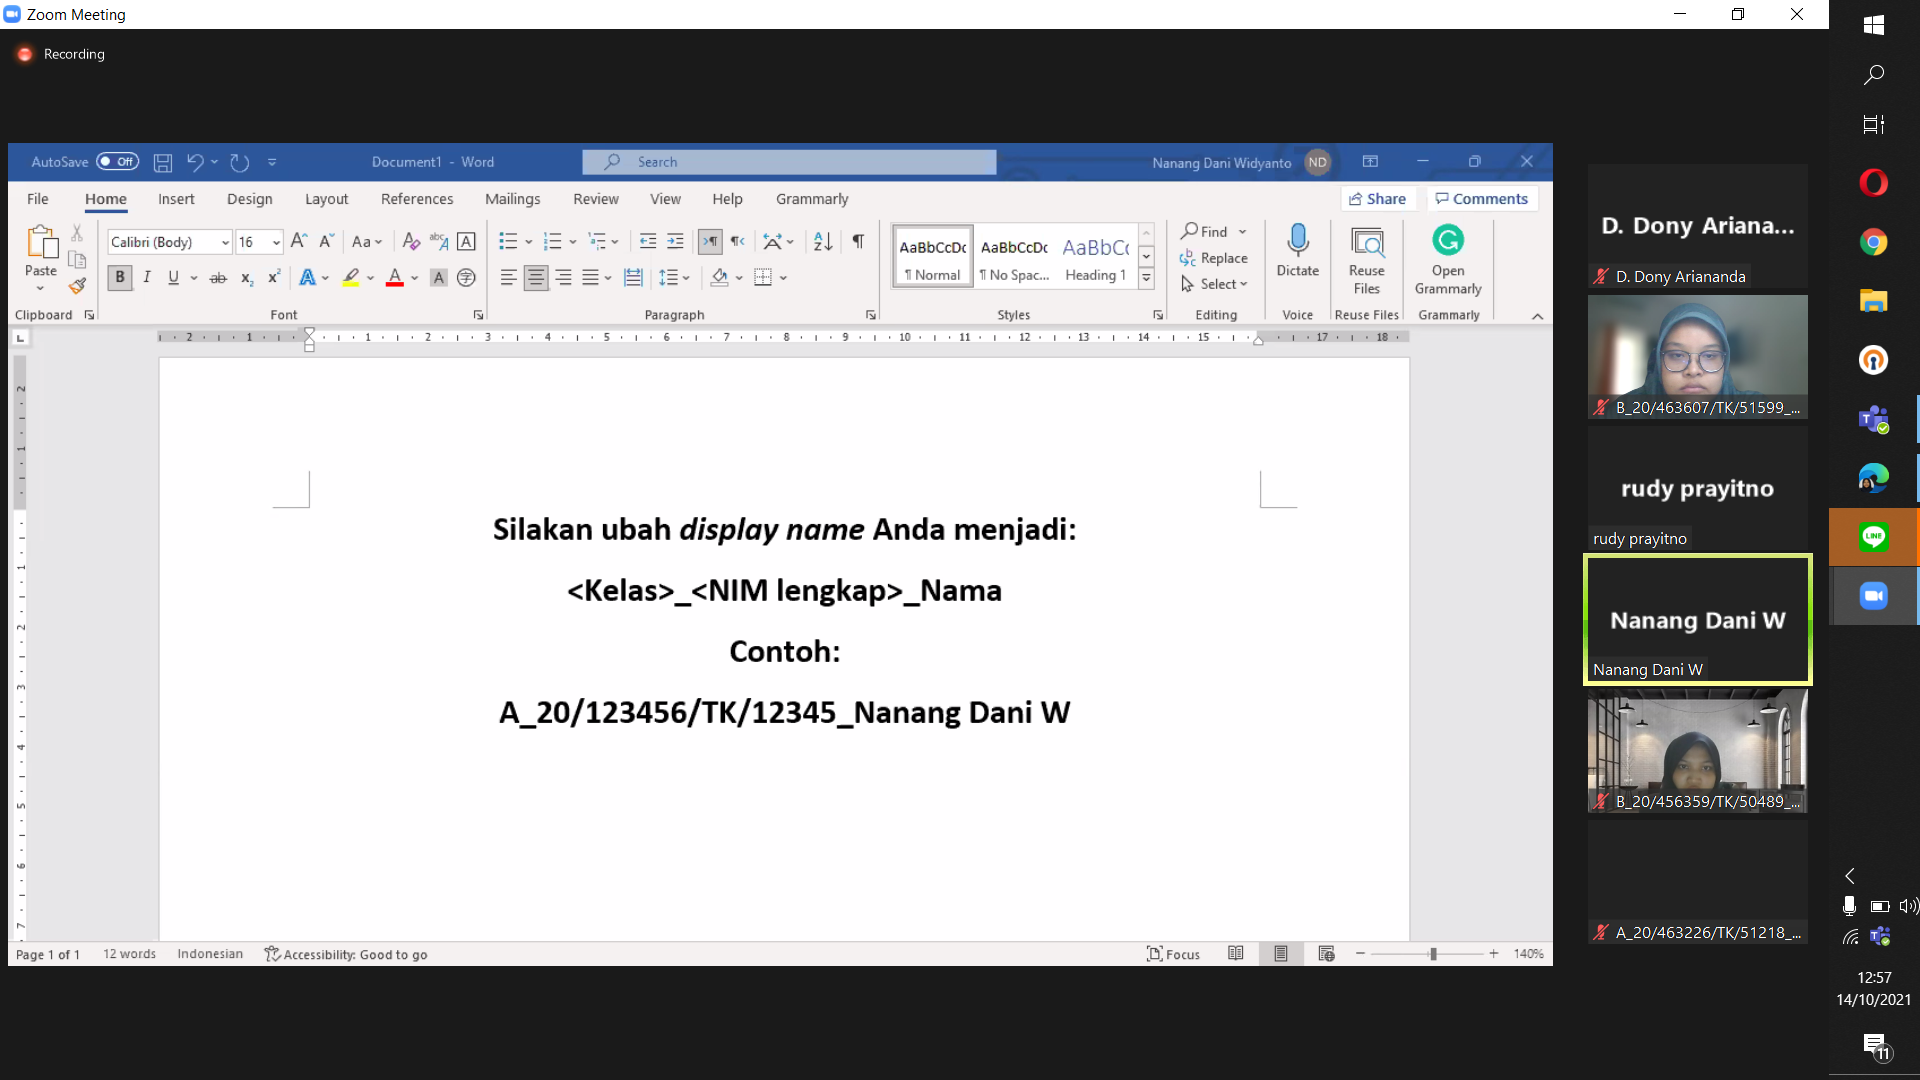 Zoom Meeting
Recording
AutoSave Off
Document1 - Word
Search
Nanang Dani Widyanto ND
File Home Insert Design Layout References Mailings Review View Help Grammarly
Share Comments
Paste
Clipboard
Calibri (Body) 16
Font
Paragraph
AaBbCcDc AaBbCcDc AaBbCc
¶ Normal ¶ No Spac... Heading 1
Styles
Find
Replace
Select
Editing
Dictate
Voice
Reuse Files
Reuse Files
Open Grammarly
Grammarly
Silakan ubah display name Anda menjadi:
<Kelas>_<NIM lengkap>_Nama
Contoh:
A_20/123456/TK/12345_Nanang Dani W
Page 1 of 1 12 words Indonesian Accessibility: Good to go
Focus 140%
D. Dony Ariana...
D. Dony Ariananda
B_20/463607/TK/51599_...
rudy prayitno
rudy prayitno
Nanang Dani W
Nanang Dani W
B_20/456359/TK/50489_...
A_20/463226/TK/51218_...
LINE
12:57
14/10/2021
11